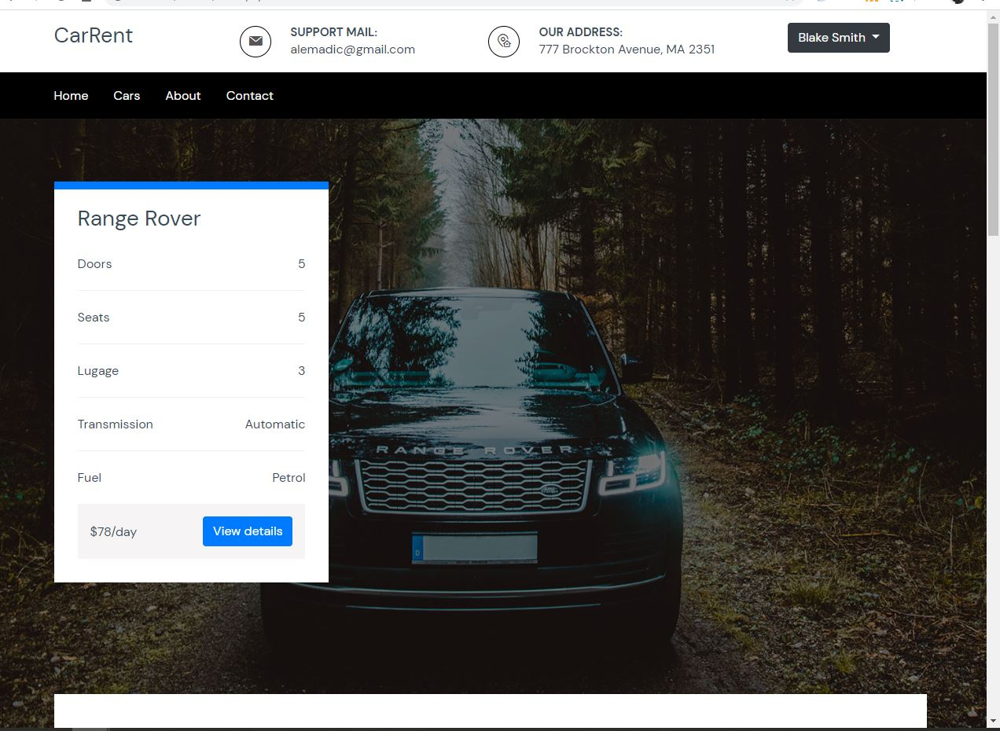 CarRent
SUPPORT MAIL:
alemadic@gmail.com
OUR ADDRESS:
777 Brockton Avenue, MA 2351
Blake Smith
Home Cars About Contact
Range Rover
Doors 5
Seats 5
Lugage 3
Transmission Automatic
Fuel Petrol
$78/day View details
RANGE ROVER
D